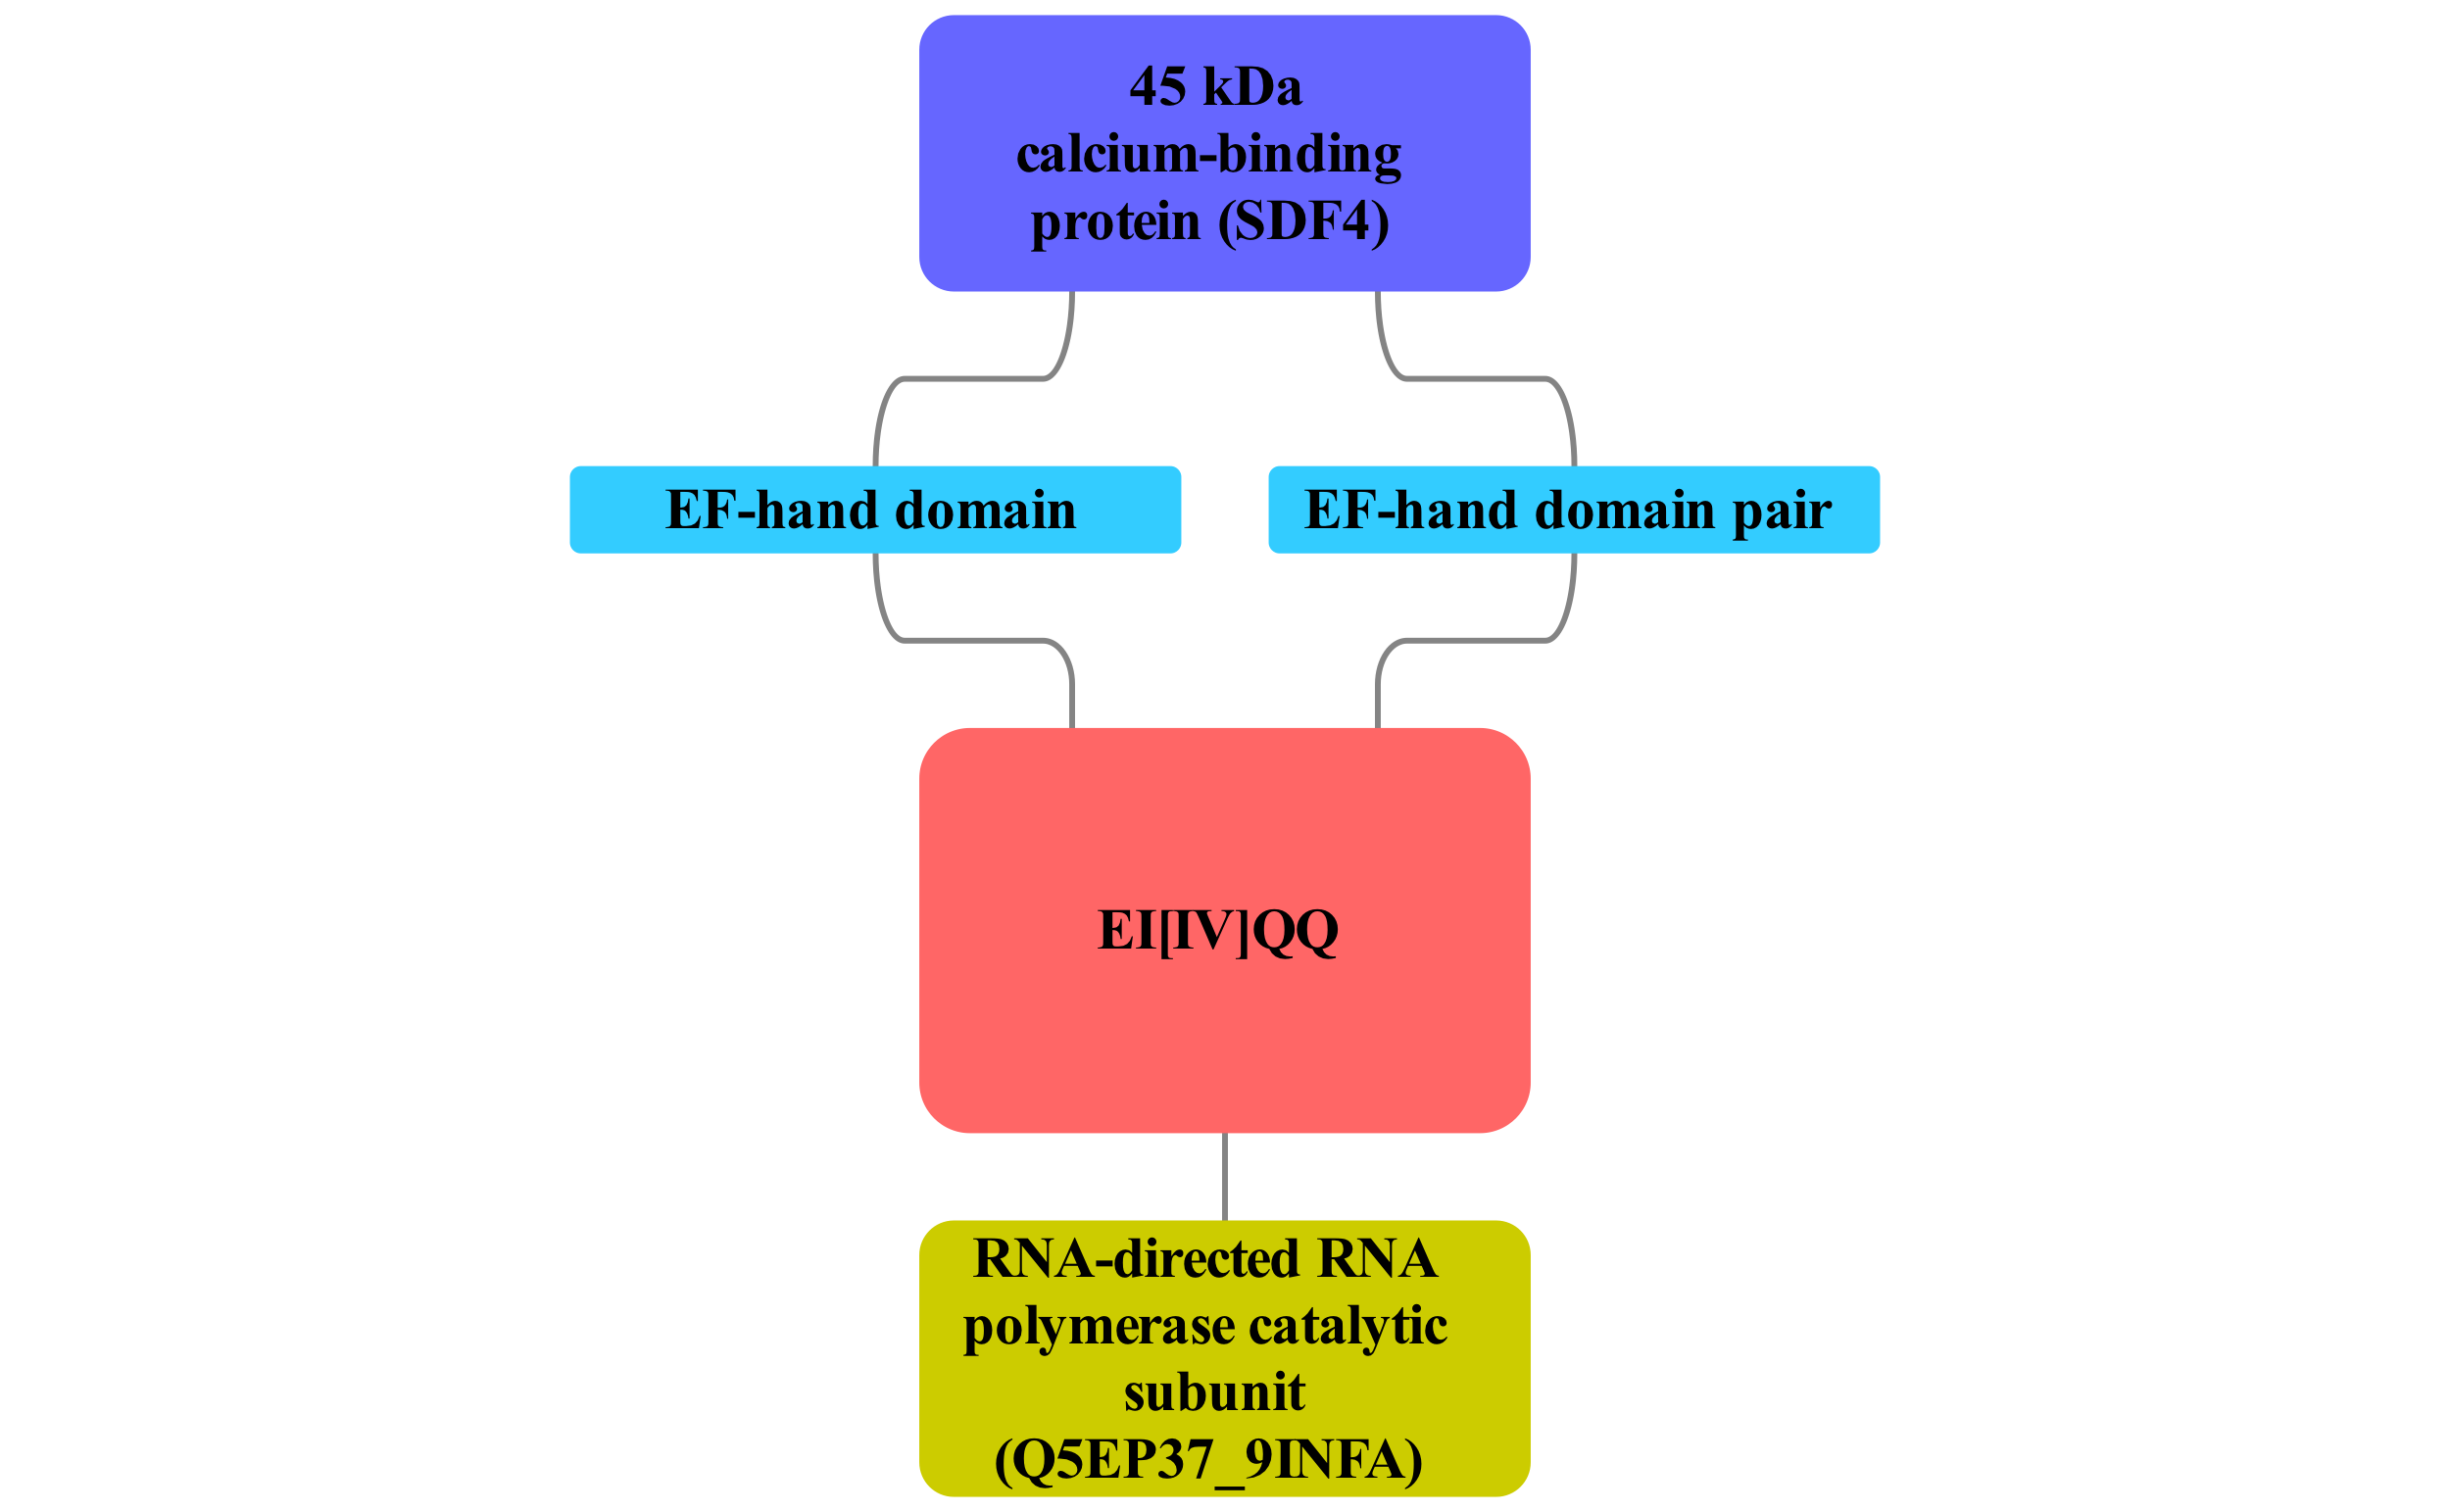 45 kDa
calcium-binding
protein (SDF4)
EF-hand domain
EF-hand domain pair
EI[IV]QQ
RNA-directed RNA
polymerase catalytic
subunit
(Q5EP37_9INFA)